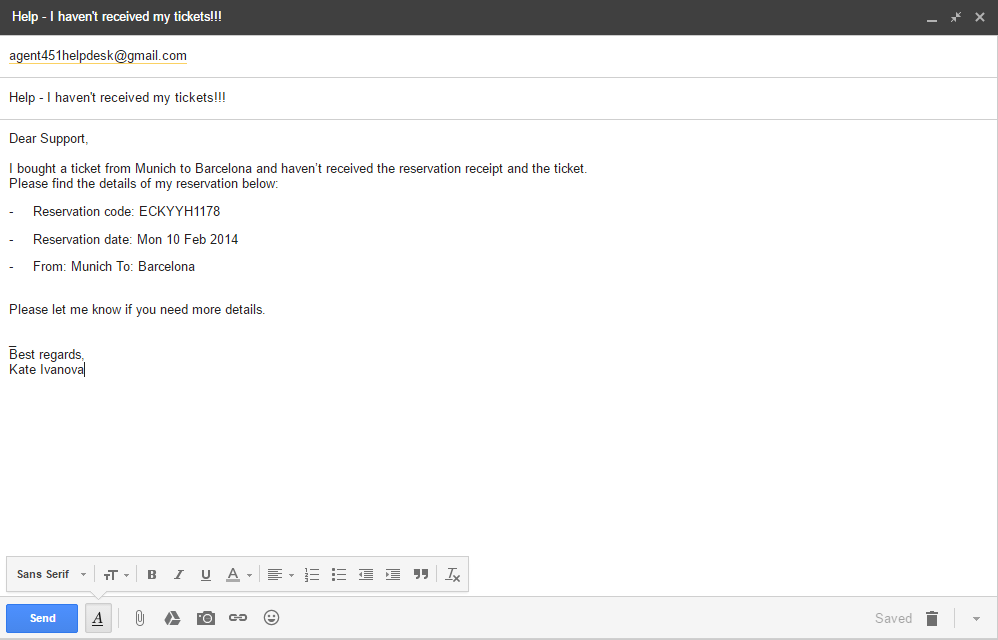 Help - I haven't received my tickets!!!
agent451helpdesk@gmail.com
Help - I haven't received my tickets!!!
Dear Support,
I bought a ticket from Munich to Barcelona and haven't received the reservation receipt and the ticket.
Please find the details of my reservation below:
- Reservation code: ECKYYH1178
- Reservation date: Mon 10 Feb 2014
- From: Munich To: Barcelona
Please let me know if you need more details.
_
Best regards,
Kate Ivanova
Sans Serif
Send
Saved